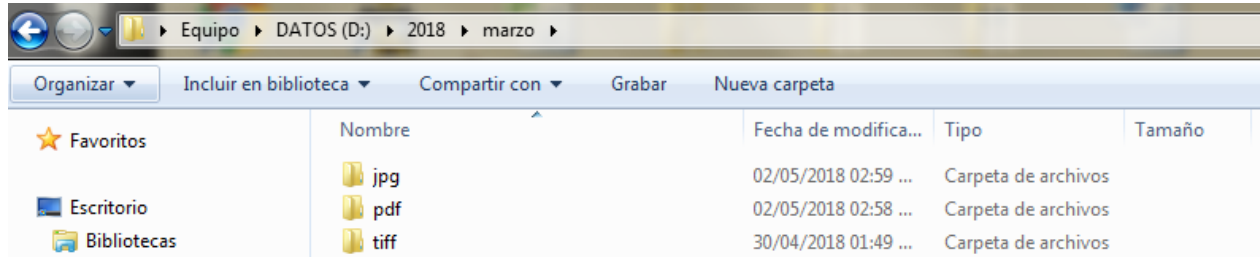 Equipo ▸ DATOS (D:) ▸ 2018 ▸ marzo ▸
Organizar ▾ Incluir en biblioteca ▾ Compartir con ▾ Grabar Nueva carpeta
Favoritos
Escritorio
Bibliotecas
Nombre Fecha de modifica... Tipo Tamaño
jpg 02/05/2018 02:59 ... Carpeta de archivos
pdf 02/05/2018 02:58 ... Carpeta de archivos
tiff 30/04/2018 01:49 ... Carpeta de archivos